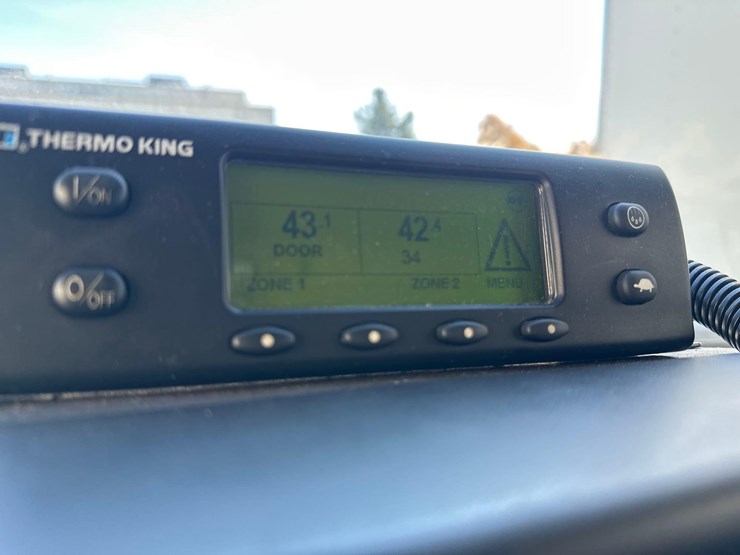 THERMO KING
I/ON
43.1
DOOR
ZONE 1
42.4
34
ZONE 2
MENU
O/OFF